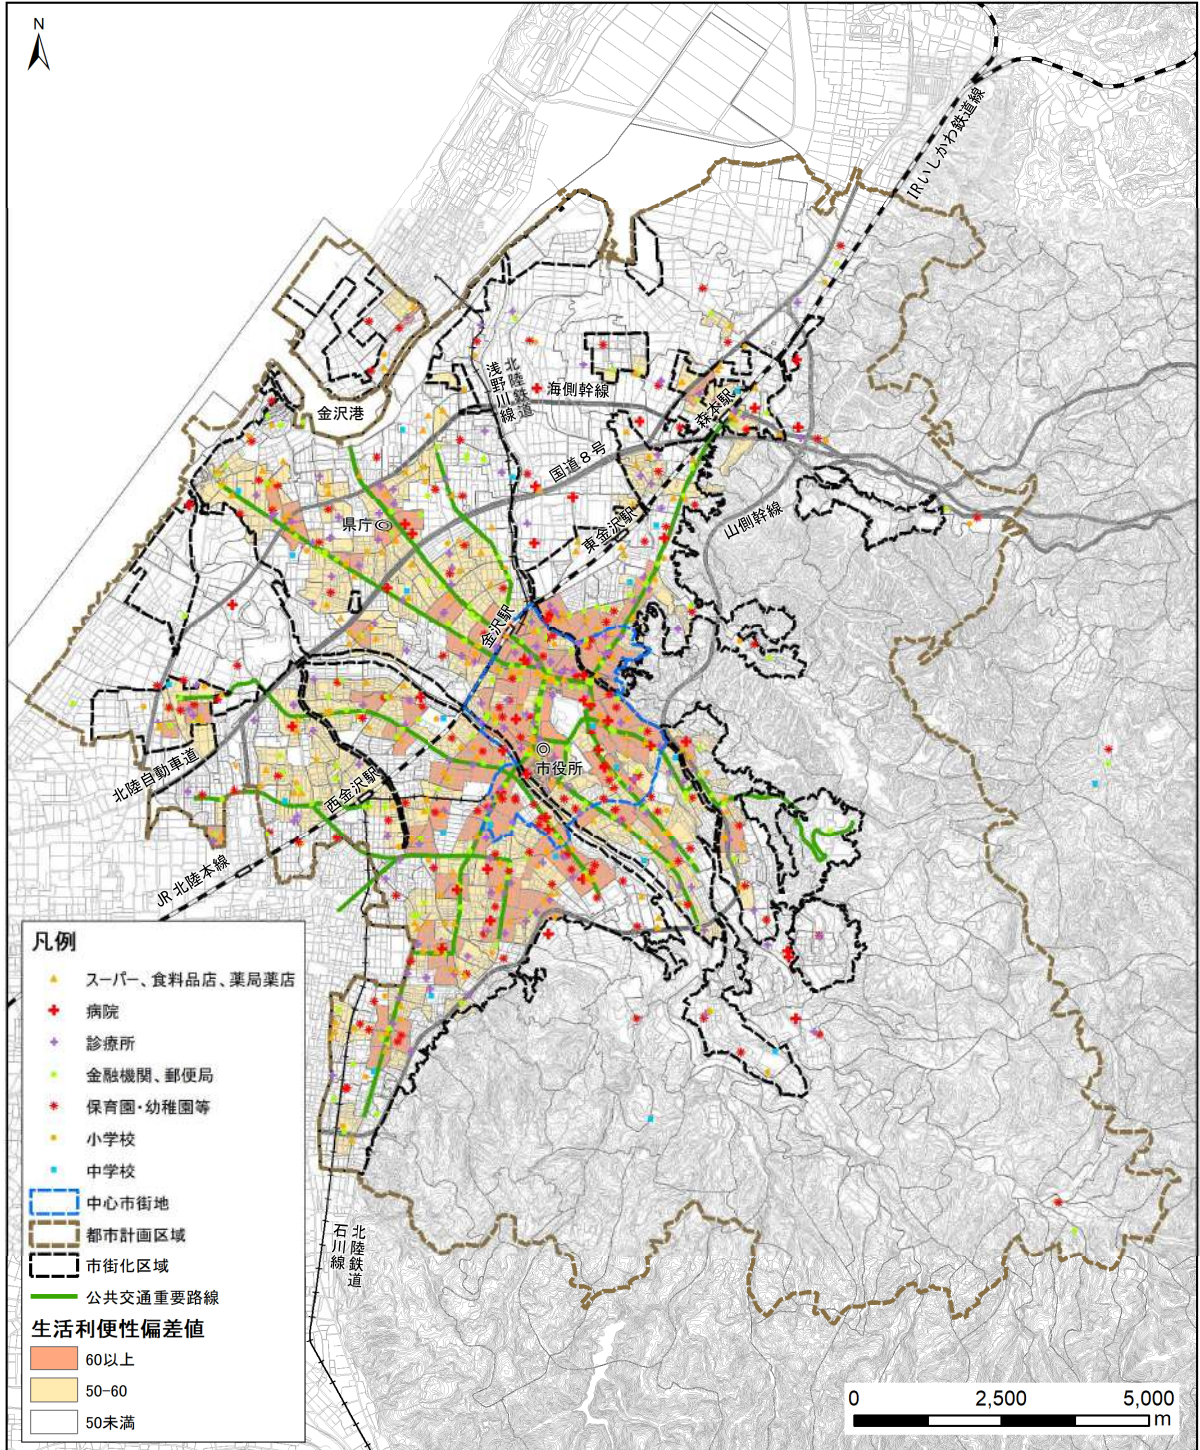 N
IRいしかわ鉄道線
金沢港
北陸鉄道
浅野川線
海側幹線
森本駅
国道8号
県庁
東金沢駅
山側幹線
金沢駅
市役所
北陸自動車道
西金沢駅
JR北陸本線
凡例
スーパー、食料品店、薬局薬店
病院
診療所
金融機関、郵便局
保育園・幼稚園等
小学校
中学校
中心市街地
都市計画区域
市街化区域
公共交通重要路線
生活利便性偏差値
60以上
50-60
50未満
北陸鉄道
石川線
0 2,500 5,000
m